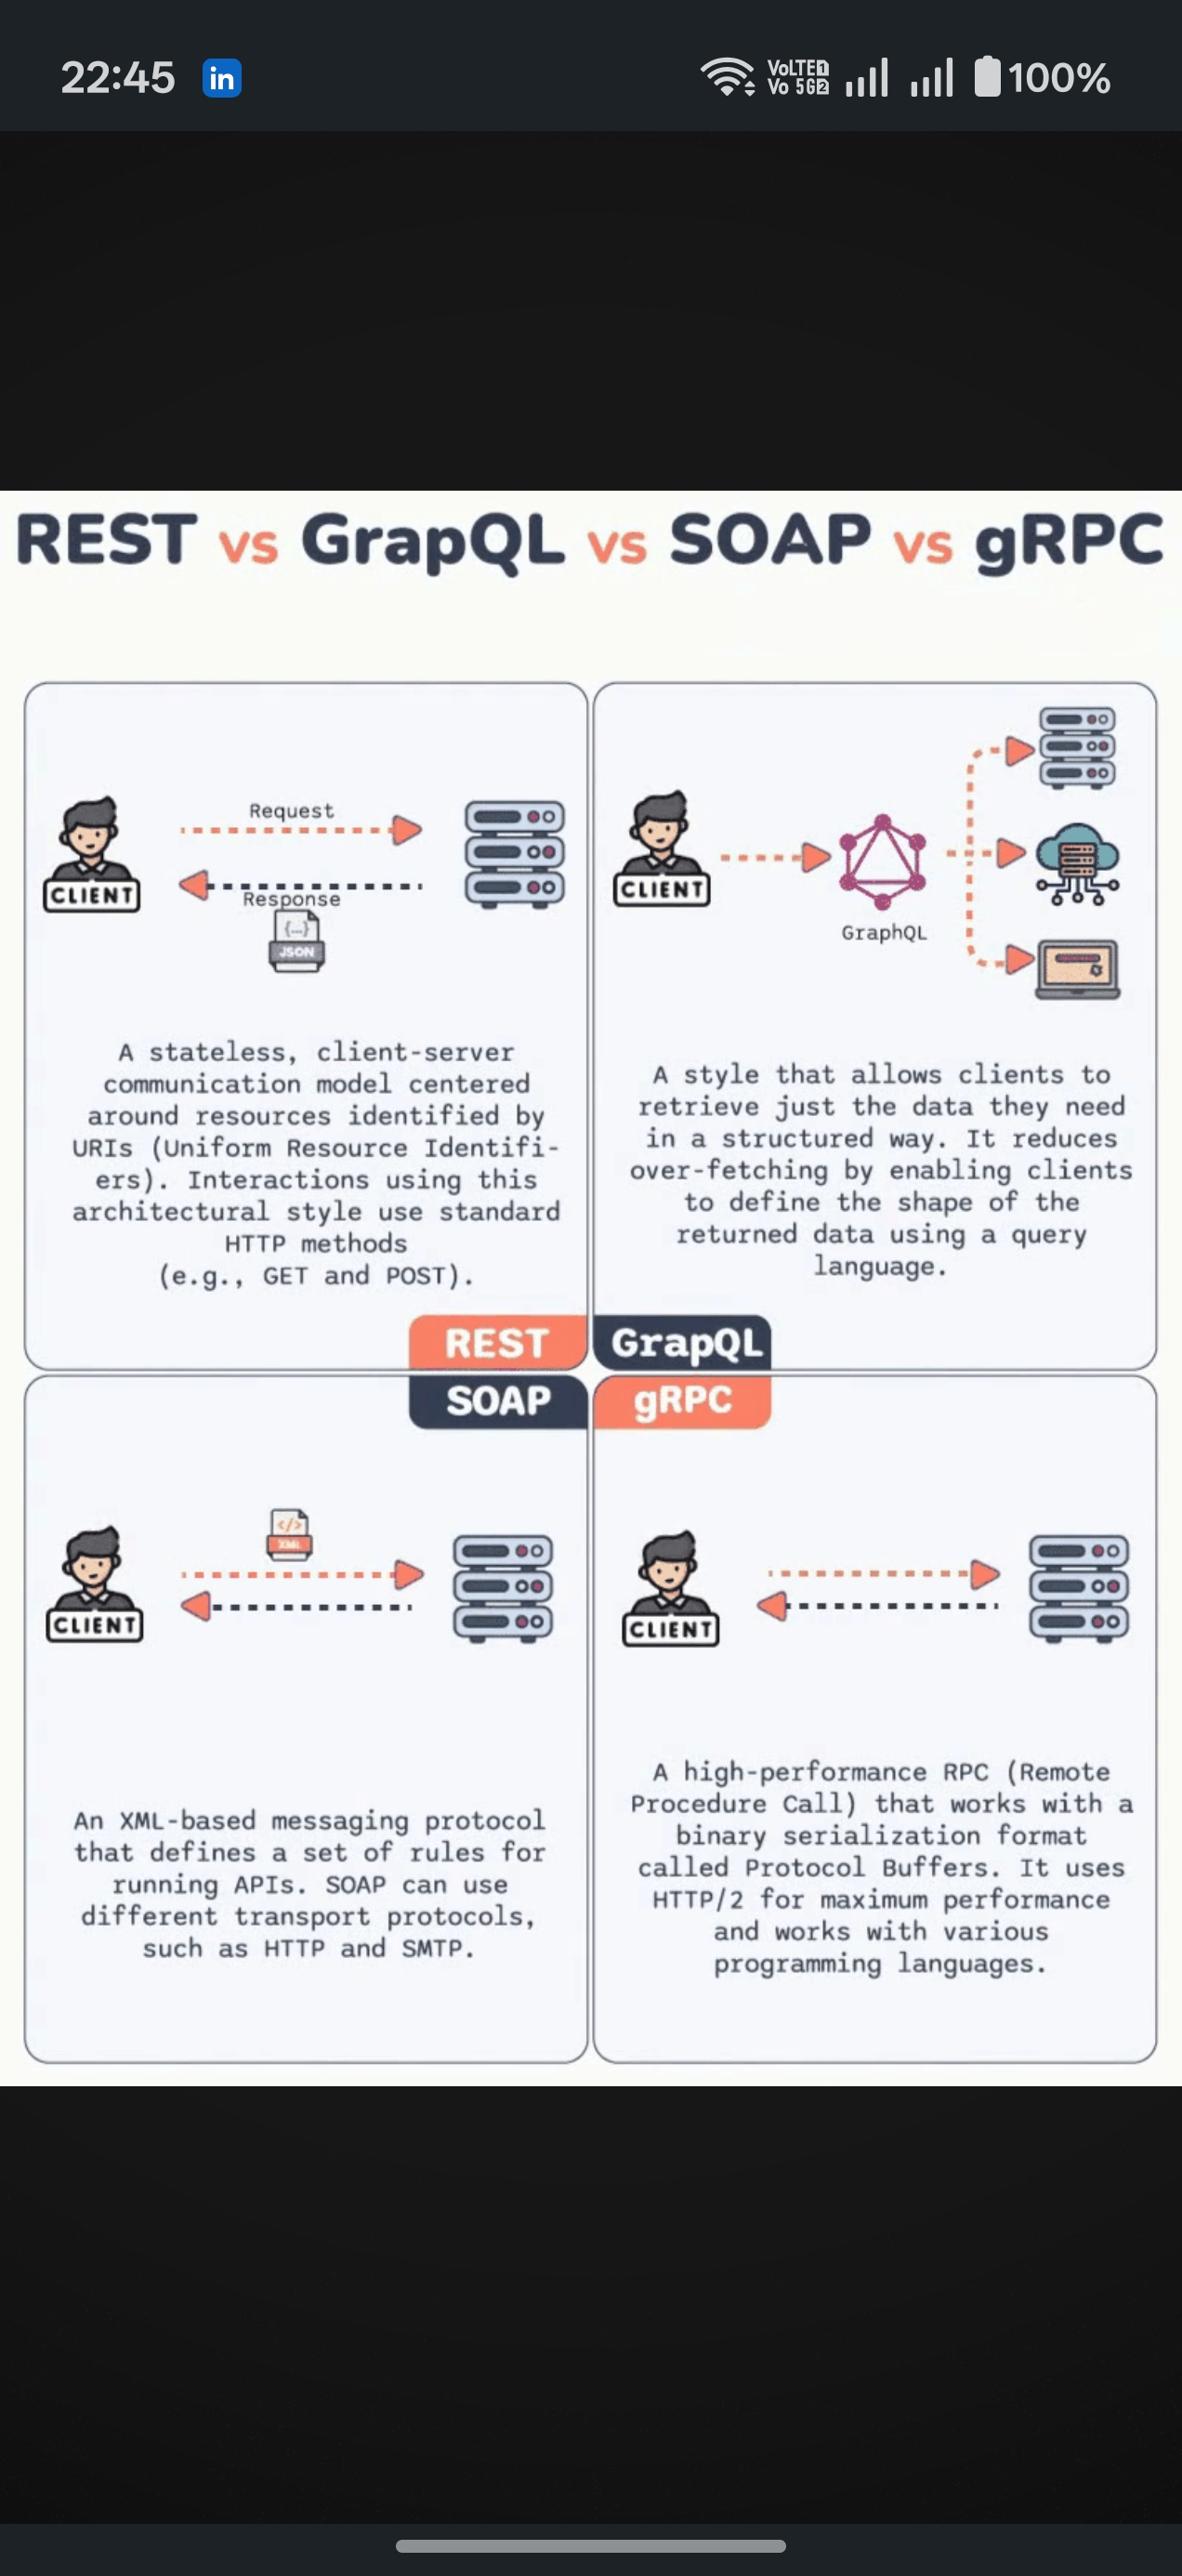 22:45
in
VoLTE1
Vo 5G2
100%
REST vs GrapQL vs SOAP vs gRPC
Request
CLIENT
Response
{...}
JSON
A stateless, client-server
communication model centered
around resources identified by
URIs (Uniform Resource Identifi-
ers). Interactions using this
architectural style use standard
HTTP methods
(e.g., GET and POST).
REST
CLIENT
GraphQL
A style that allows clients to
retrieve just the data they need
in a structured way. It reduces
over-fetching by enabling clients
to define the shape of the
returned data using a query
language.
GrapQL
SOAP
</>
XML
CLIENT
An XML-based messaging protocol
that defines a set of rules for
running APIs. SOAP can use
different transport protocols,
such as HTTP and SMTP.
gRPC
CLIENT
A high-performance RPC (Remote
Procedure Call) that works with a
binary serialization format
called Protocol Buffers. It uses
HTTP/2 for maximum performance
and works with various
programming languages.